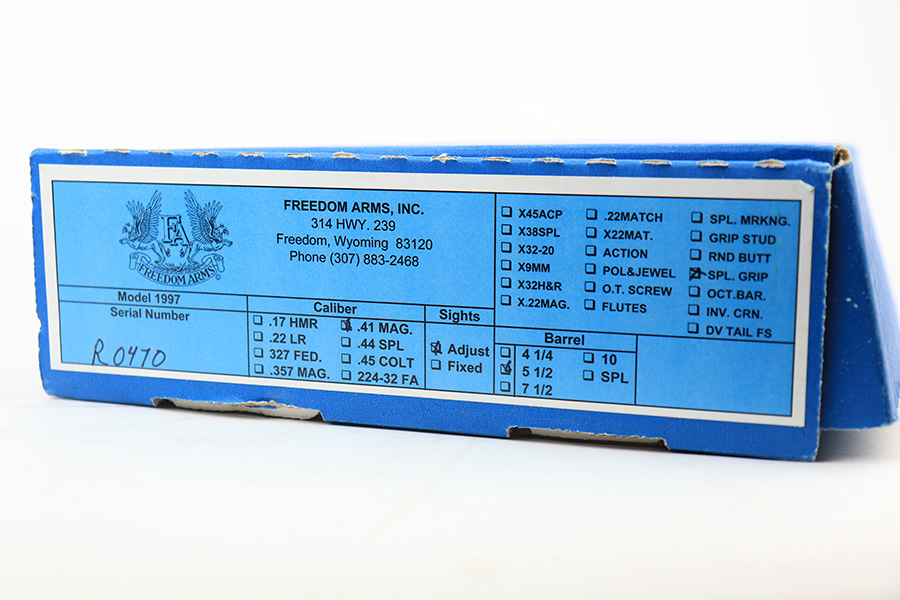 FA
FREEDOM ARMS
FREEDOM ARMS, INC.
314 HWY. 239
Freedom, Wyoming 83120
Phone (307) 883-2468
Model 1997
Serial Number
R0470
Caliber
.17 HMR
.22 LR
327 FED.
.357 MAG.
.41 MAG.
.44 SPL
.45 COLT
224-32 FA
Sights
Adjust
Fixed
X45ACP
X38SPL
X32-20
X9MM
X32H&R
X.22MAG.
.22MATCH
X22MAT.
ACTION
POL&JEWEL
O.T. SCREW
FLUTES
SPL. MRKNG.
GRIP STUD
RND BUTT
SPL. GRIP
OCT.BAR.
INV. CRN.
DV TAIL FS
Barrel
4 1/4
5 1/2
7 1/2
10
SPL